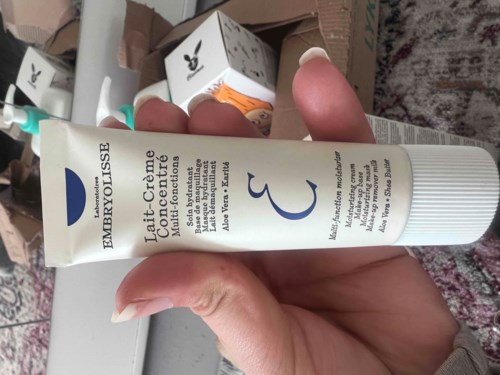 Laboratoires
EMBRYOLISSE
Lait-Crème
Concentré
Multi-fonctions
Soin hydratant
Base de maquillage
Masque hydratant
Lait démaquillant
Aloe Vera • Karité
Multi-function moisturizer
Moisturizing cream
Make-up base
Moisturizing mask
Make-up remover milk
Aloe Vera • Shea Butter